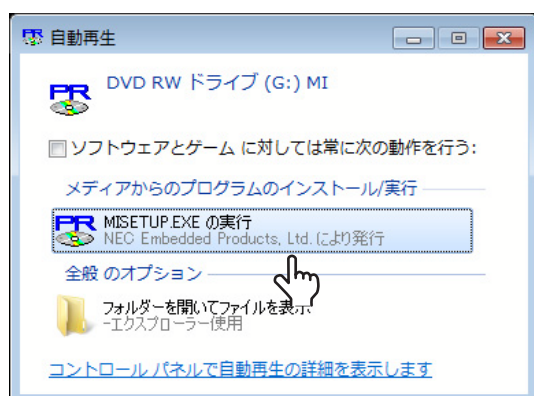 自動再生
PR
DVD RW ドライブ (G:) MI
ソフトウェアとゲーム に対しては常に次の動作を行う:
メディアからのプログラムのインストール/実行
PR
MISETUP.EXE の実行
NEC Embedded Products, Ltd. により発行
全般 のオプション
フォルダーを開いてファイルを表示
-エクスプローラー使用
コントロール パネルで自動再生の詳細を表示します